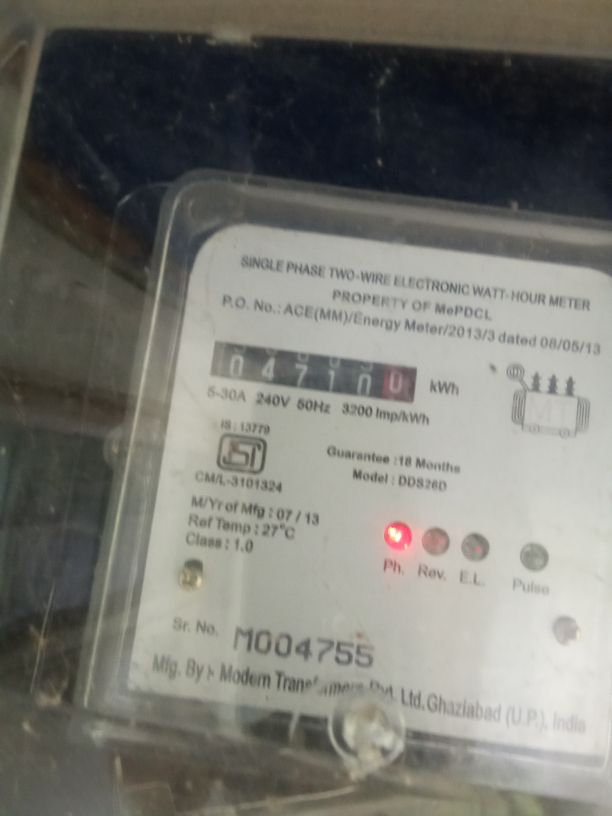 SINGLE PHASE TWO-WIRE ELECTRONIC WATT-HOUR METER
PROPERTY OF MePDCL
P.O. No.: ACE(MM)/Energy Meter/2013/3 dated 08/05/13
047100 kWh
5-30A 240V 50Hz 3200 Imp/kWh
IS : 13779
ISI
CM/L-3101324
Guarantee :18 Months
Model : DDS26D
MT
M/Yr of Mfg : 07 / 13
Ref Temp : 27°C
Class : 1.0
Ph. Rev. E.L. Pulse
Sr. No. M004755
Mfg. By :- Modern Transformers Pvt. Ltd. Ghaziabad (U.P.), India